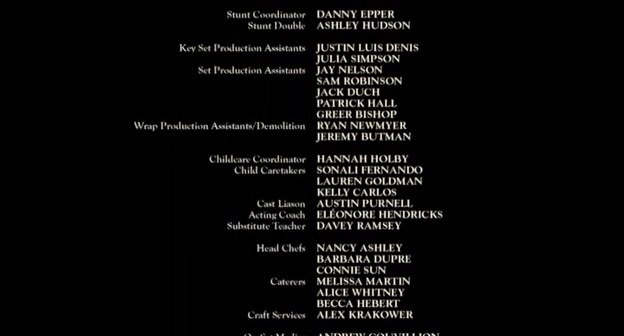 Stunt Coordinator DANNY EPPER
Stunt Double ASHLEY HUDSON
Key Set Production Assistants JUSTIN LUIS DENIS
JULIA SIMPSON
Set Production Assistants JAY NELSON
SAM ROBINSON
JACK DUCH
PATRICK HALL
GREER BISHOP
Wrap Production Assistants/Demolition RYAN NEWMYER
JEREMY BUTMAN
Childcare Coordinator HANNAH HOLBY
Child Caretakers SONALI FERNANDO
LAUREN GOLDMAN
KELLY CARLOS
Cast Liason AUSTIN PURNELL
Acting Coach ELÉONORE HENDRICKS
Substitute Teacher DAVEY RAMSEY
Head Chefs NANCY ASHLEY
BARBARA DUPRE
CONNIE SUN
Caterers MELISSA MARTIN
ALICE WHITNEY
BECCA HEBERT
Craft Services ALEX KRAKOWER
ANDREW